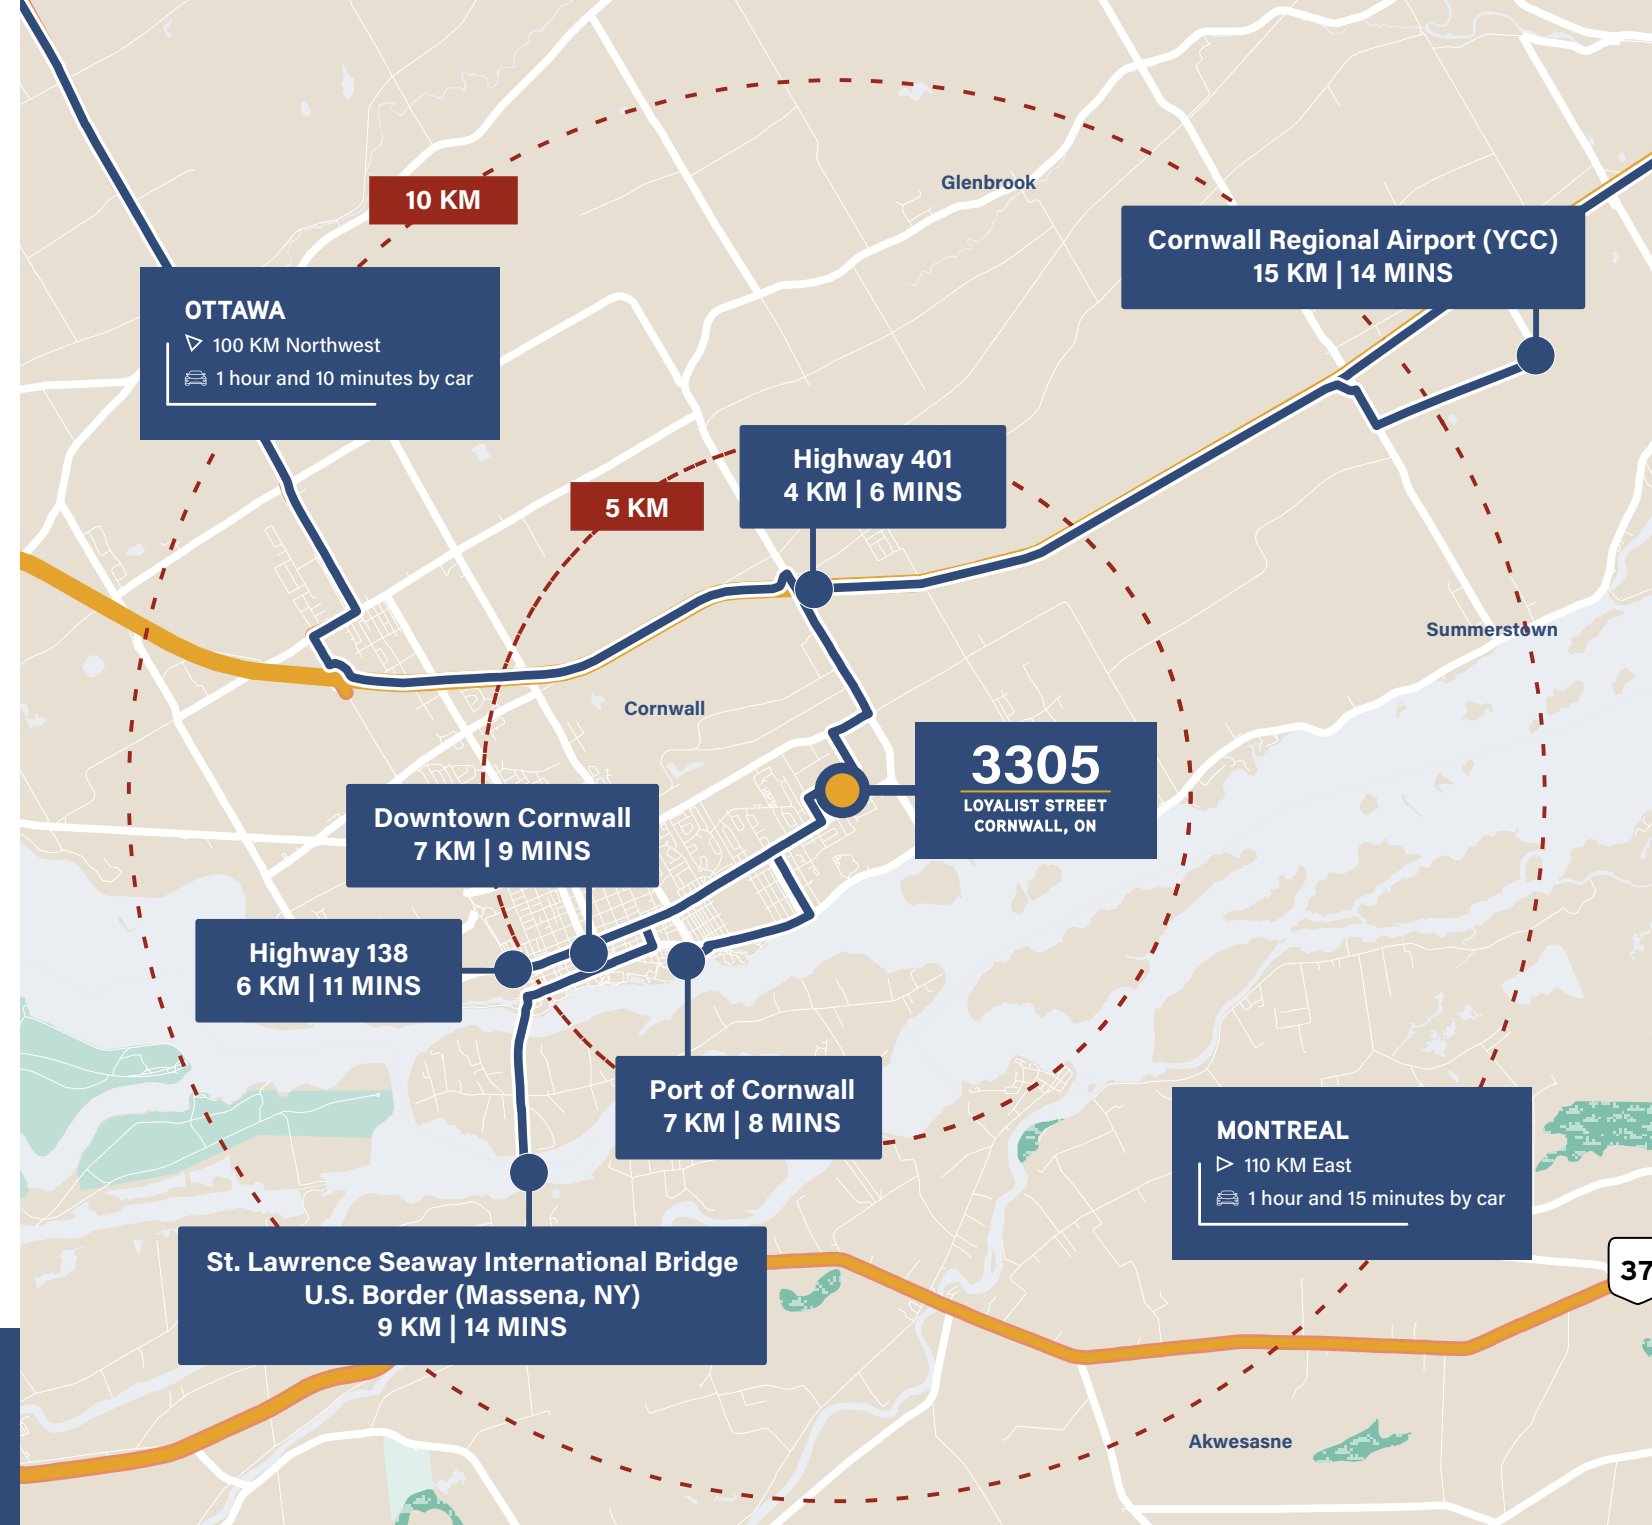 Glenbrook
10 KM
Cornwall Regional Airport (YCC)
15 KM | 14 MINS
OTTAWA
100 KM Northwest
1 hour and 10 minutes by car
Highway 401
4 KM | 6 MINS
5 KM
Summerstown
Cornwall
3305
LOYALIST STREET
CORNWALL, ON
Downtown Cornwall
7 KM | 9 MINS
Highway 138
6 KM | 11 MINS
Port of Cornwall
7 KM | 8 MINS
MONTREAL
110 KM East
1 hour and 15 minutes by car
St. Lawrence Seaway International Bridge
U.S. Border (Massena, NY)
9 KM | 14 MINS
37
Akwesasne